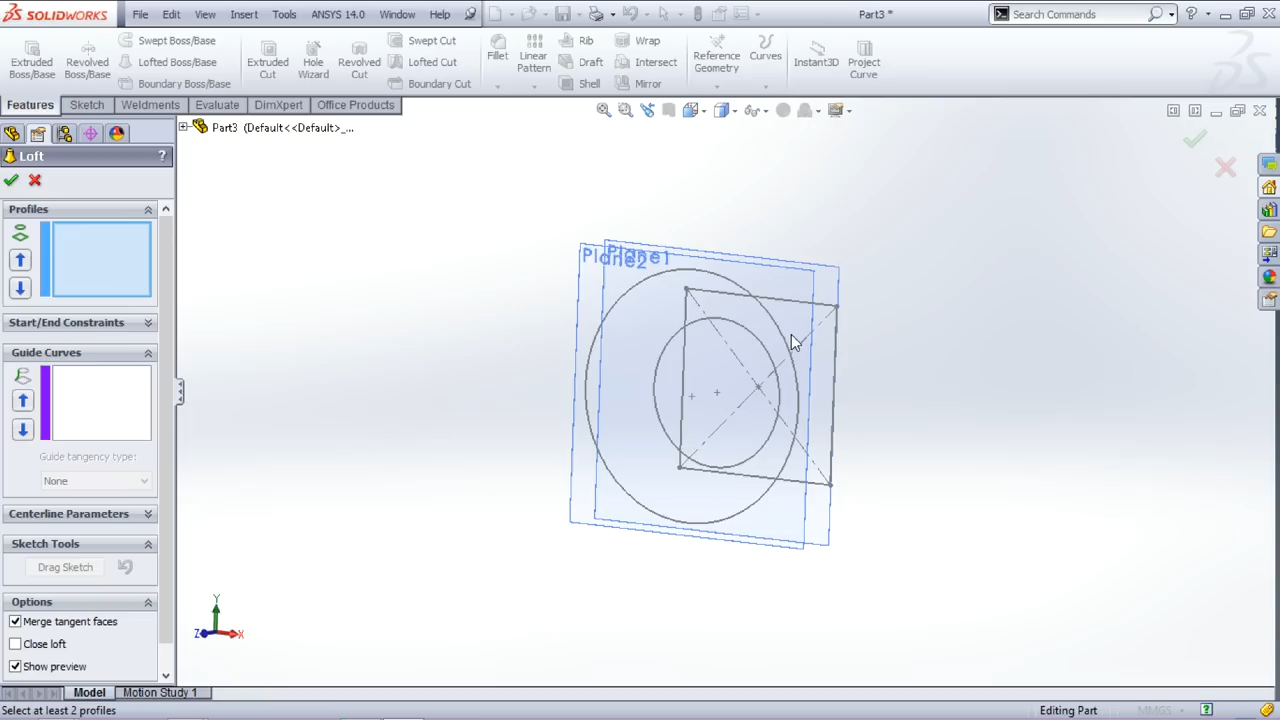 SOLIDWORKS File Edit View Insert Tools ANSYS 14.0 Window Help Part3 * Search Commands
Extruded Boss/Base
Revolved Boss/Base
Swept Boss/Base
Lofted Boss/Base
Boundary Boss/Base
Extruded Cut
Hole Wizard
Revolved Cut
Swept Cut
Lofted Cut
Boundary Cut
Fillet
Linear Pattern
Rib
Draft
Shell
Wrap
Intersect
Mirror
Reference Geometry
Curves
Instant3D
Project Curve
Features Sketch Weldments Evaluate DimXpert Office Products
Part3 (Default<<Default>_...
Loft ?
Profiles
Start/End Constraints
Guide Curves
Guide tangency type:
None
Centerline Parameters
Sketch Tools
Drag Sketch
Options
Merge tangent faces
Close loft
Show preview
Plane1
Plane2
Y
Z X
Model Motion Study 1
Select at least 2 profiles Editing Part MMGS